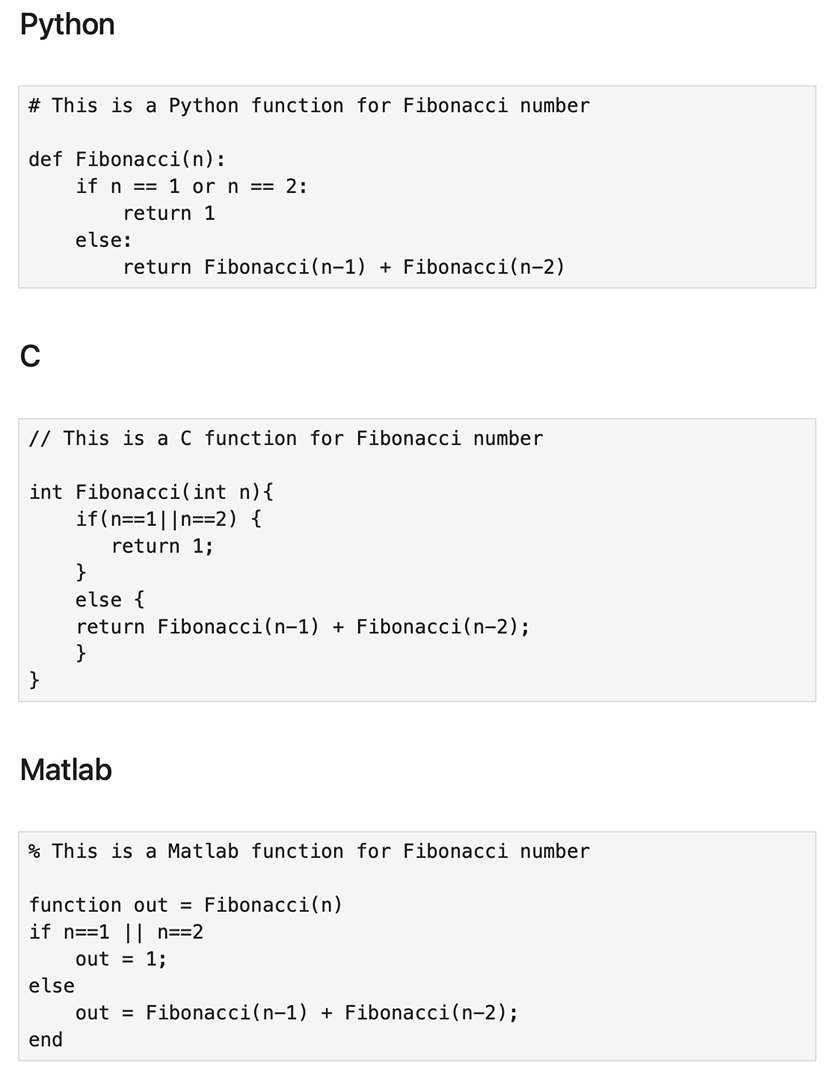 Python
# This is a Python function for Fibonacci number
def Fibonacci(n):
    if n == 1 or n == 2:
        return 1
    else:
        return Fibonacci(n-1) + Fibonacci(n-2)
C
// This is a C function for Fibonacci number
int Fibonacci(int n){
    if(n==1||n==2) {
       return 1;
    }
    else {
    return Fibonacci(n-1) + Fibonacci(n-2);
    }
}
Matlab
% This is a Matlab function for Fibonacci number
function out = Fibonacci(n)
if n==1 || n==2
    out = 1;
else
    out = Fibonacci(n-1) + Fibonacci(n-2);
end